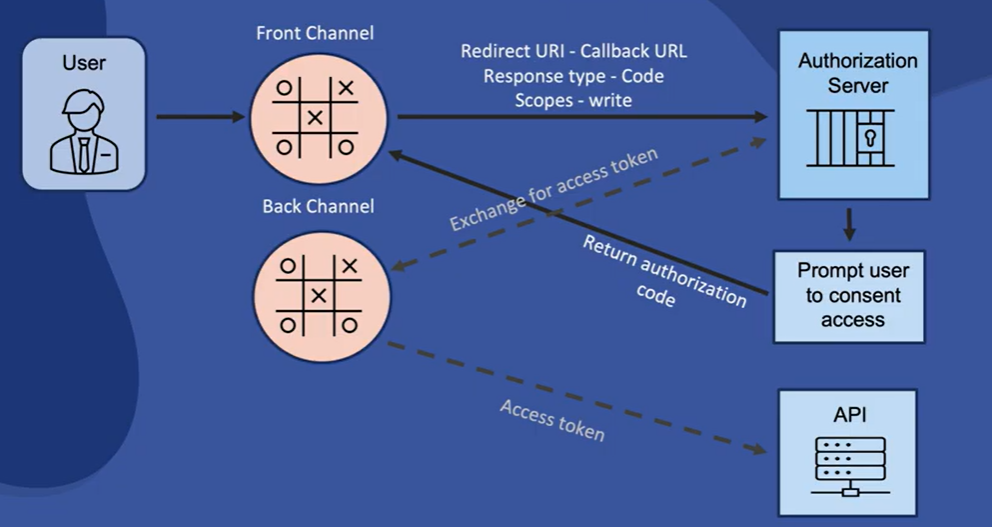 User
Front Channel
Redirect URI - Callback URL
Response type - Code
Scopes - write
Authorization
Server
Exchange for access token
Back Channel
Return authorization
code
Prompt user
to consent
access
Access token
API